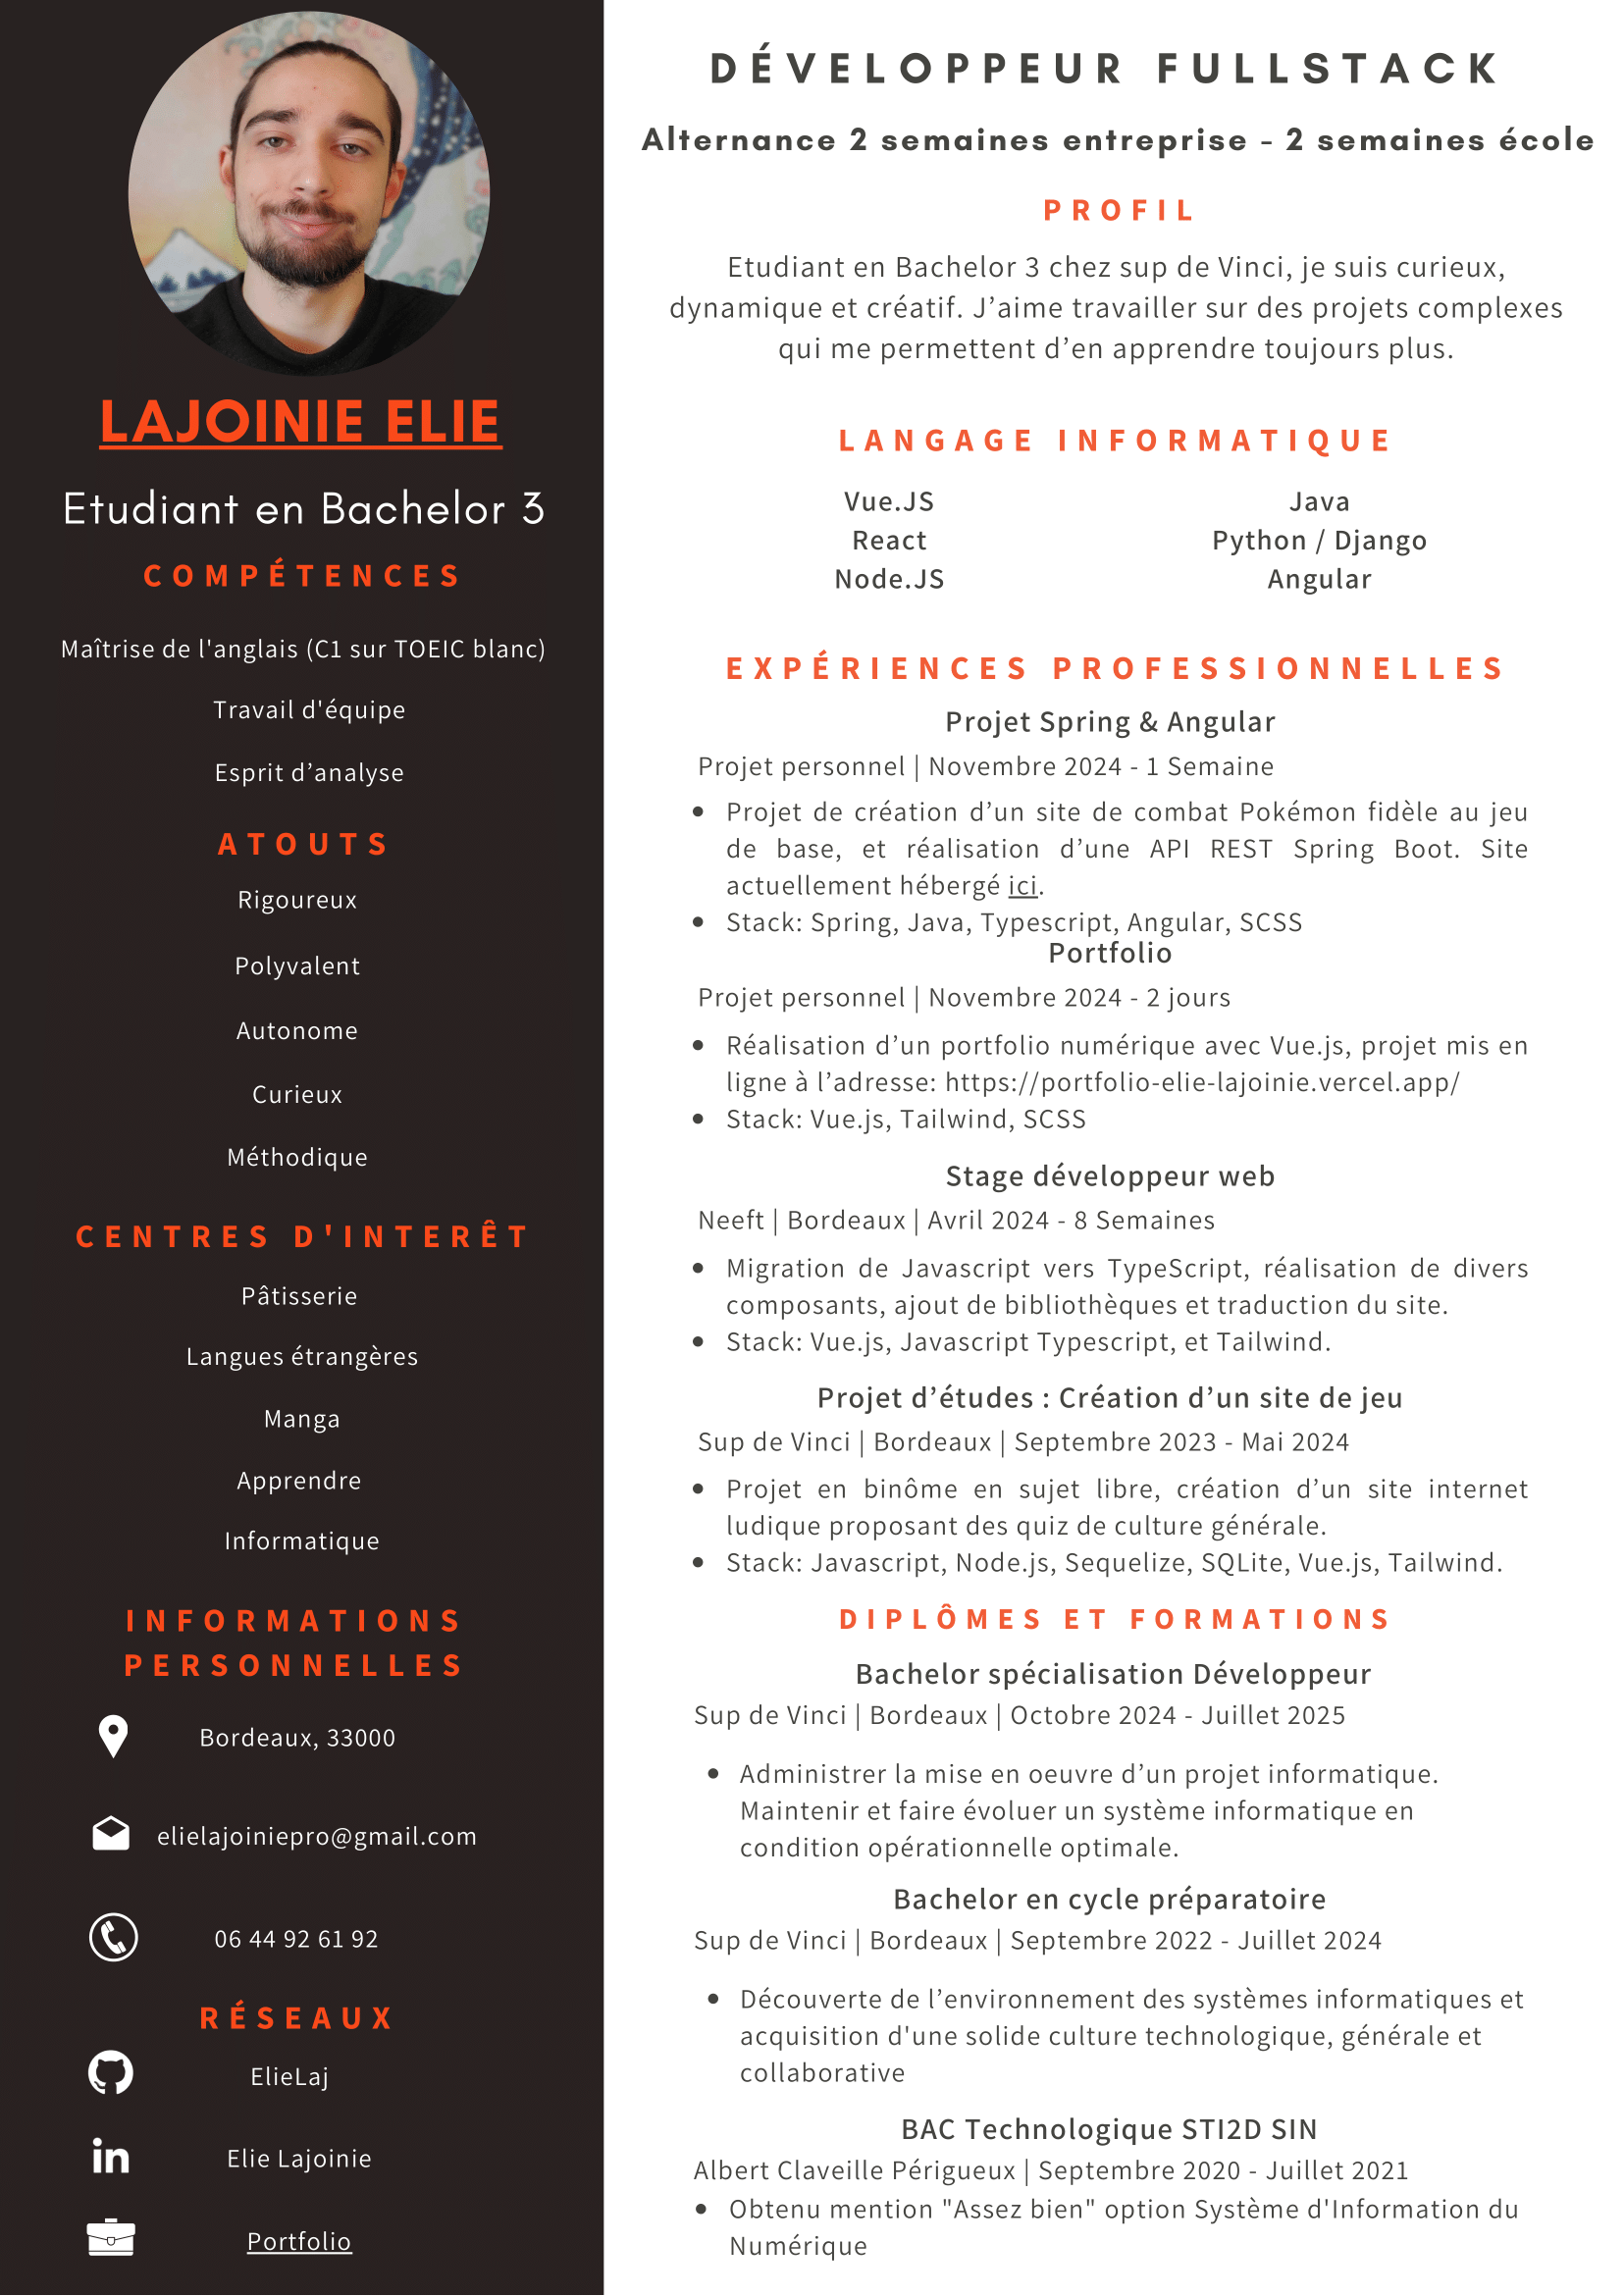 LAJOINIE ELIE
Etudiant en Bachelor 3
COMPÉTENCES
Maîtrise de l'anglais (C1 sur TOEIC blanc)
Travail d'équipe
Esprit d’analyse
ATOUTS
Rigoureux
Polyvalent
Autonome
Curieux
Méthodique
CENTRES D'INTERÊT
Pâtisserie
Langues étrangères
Manga
Apprendre
Informatique
INFORMATIONS
PERSONNELLES
Bordeaux, 33000
elielajoiniepro@gmail.com
06 44 92 61 92
RÉSEAUX
ElieLaj
in
Elie Lajoinie
Portfolio
DÉVELOPPEUR FULLSTACK
Alternance 2 semaines entreprise - 2 semaines école
PROFIL
Etudiant en Bachelor 3 chez sup de Vinci, je suis curieux,
dynamique et créatif. J’aime travailler sur des projets complexes
qui me permettent d’en apprendre toujours plus.
LANGAGE INFORMATIQUE
Vue.JS
React
Node.JS
Java
Python / Django
Angular
EXPÉRIENCES PROFESSIONNELLES
Projet Spring & Angular
Projet personnel | Novembre 2024 - 1 Semaine
• Projet de création d’un site de combat Pokémon fidèle au jeu
de base, et réalisation d’une API REST Spring Boot. Site
actuellement hébergé ici.
• Stack: Spring, Java, Typescript, Angular, SCSS
Portfolio
Projet personnel | Novembre 2024 - 2 jours
• Réalisation d’un portfolio numérique avec Vue.js, projet mis en
ligne à l’adresse: https://portfolio-elie-lajoinie.vercel.app/
• Stack: Vue.js, Tailwind, SCSS
Stage développeur web
Neeft | Bordeaux | Avril 2024 - 8 Semaines
• Migration de Javascript vers TypeScript, réalisation de divers
composants, ajout de bibliothèques et traduction du site.
• Stack: Vue.js, Javascript Typescript, et Tailwind.
Projet d’études : Création d’un site de jeu
Sup de Vinci | Bordeaux | Septembre 2023 - Mai 2024
• Projet en binôme en sujet libre, création d’un site internet
ludique proposant des quiz de culture générale.
• Stack: Javascript, Node.js, Sequelize, SQLite, Vue.js, Tailwind.
DIPLÔMES ET FORMATIONS
Bachelor spécialisation Développeur
Sup de Vinci | Bordeaux | Octobre 2024 - Juillet 2025
• Administrer la mise en oeuvre d’un projet informatique.
Maintenir et faire évoluer un système informatique en
condition opérationnelle optimale.
Bachelor en cycle préparatoire
Sup de Vinci | Bordeaux | Septembre 2022 - Juillet 2024
• Découverte de l’environnement des systèmes informatiques et
acquisition d'une solide culture technologique, générale et
collaborative
BAC Technologique STI2D SIN
Albert Claveille Périgueux | Septembre 2020 - Juillet 2021
• Obtenu mention "Assez bien" option Système d'Information du
Numérique